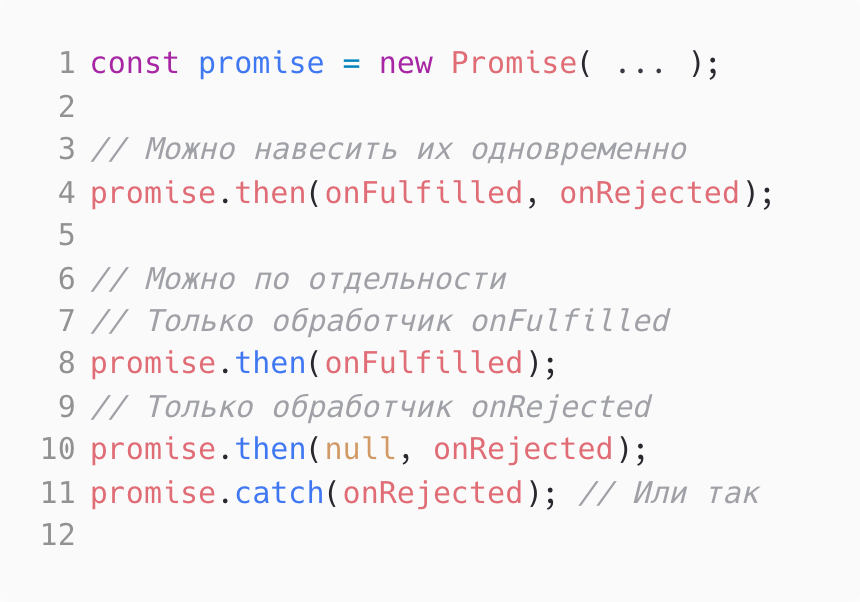 1 const promise = new Promise( ... );
2
3 // Можно навесить их одновременно
4 promise.then(onFulfilled, onRejected);
5
6 // Можно по отдельности
7 // Только обработчик onFulfilled
8 promise.then(onFulfilled);
9 // Только обработчик onRejected
10 promise.then(null, onRejected);
11 promise.catch(onRejected); // Или так
12